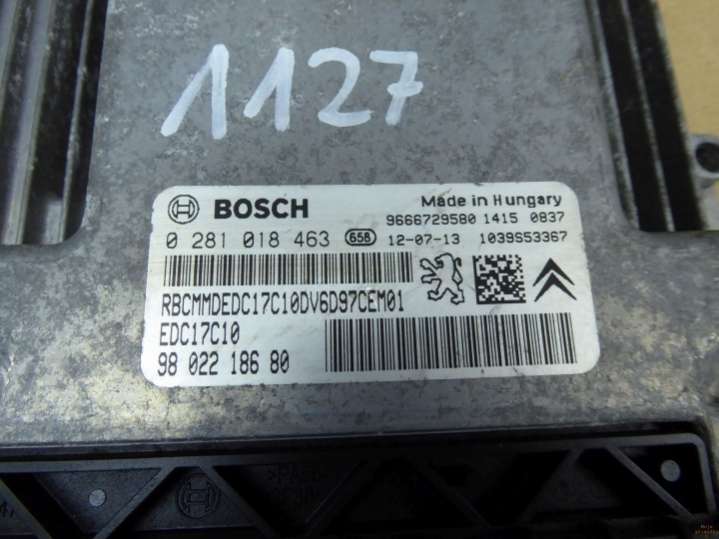 1127
BOSCH
Made in Hungary
9666729580 1415 0837
0 281 018 463 656 12-07-13 1039S53367
RBCMMDEDC17C10DV6D97CEM01
EDC17C10
98 022 186 80